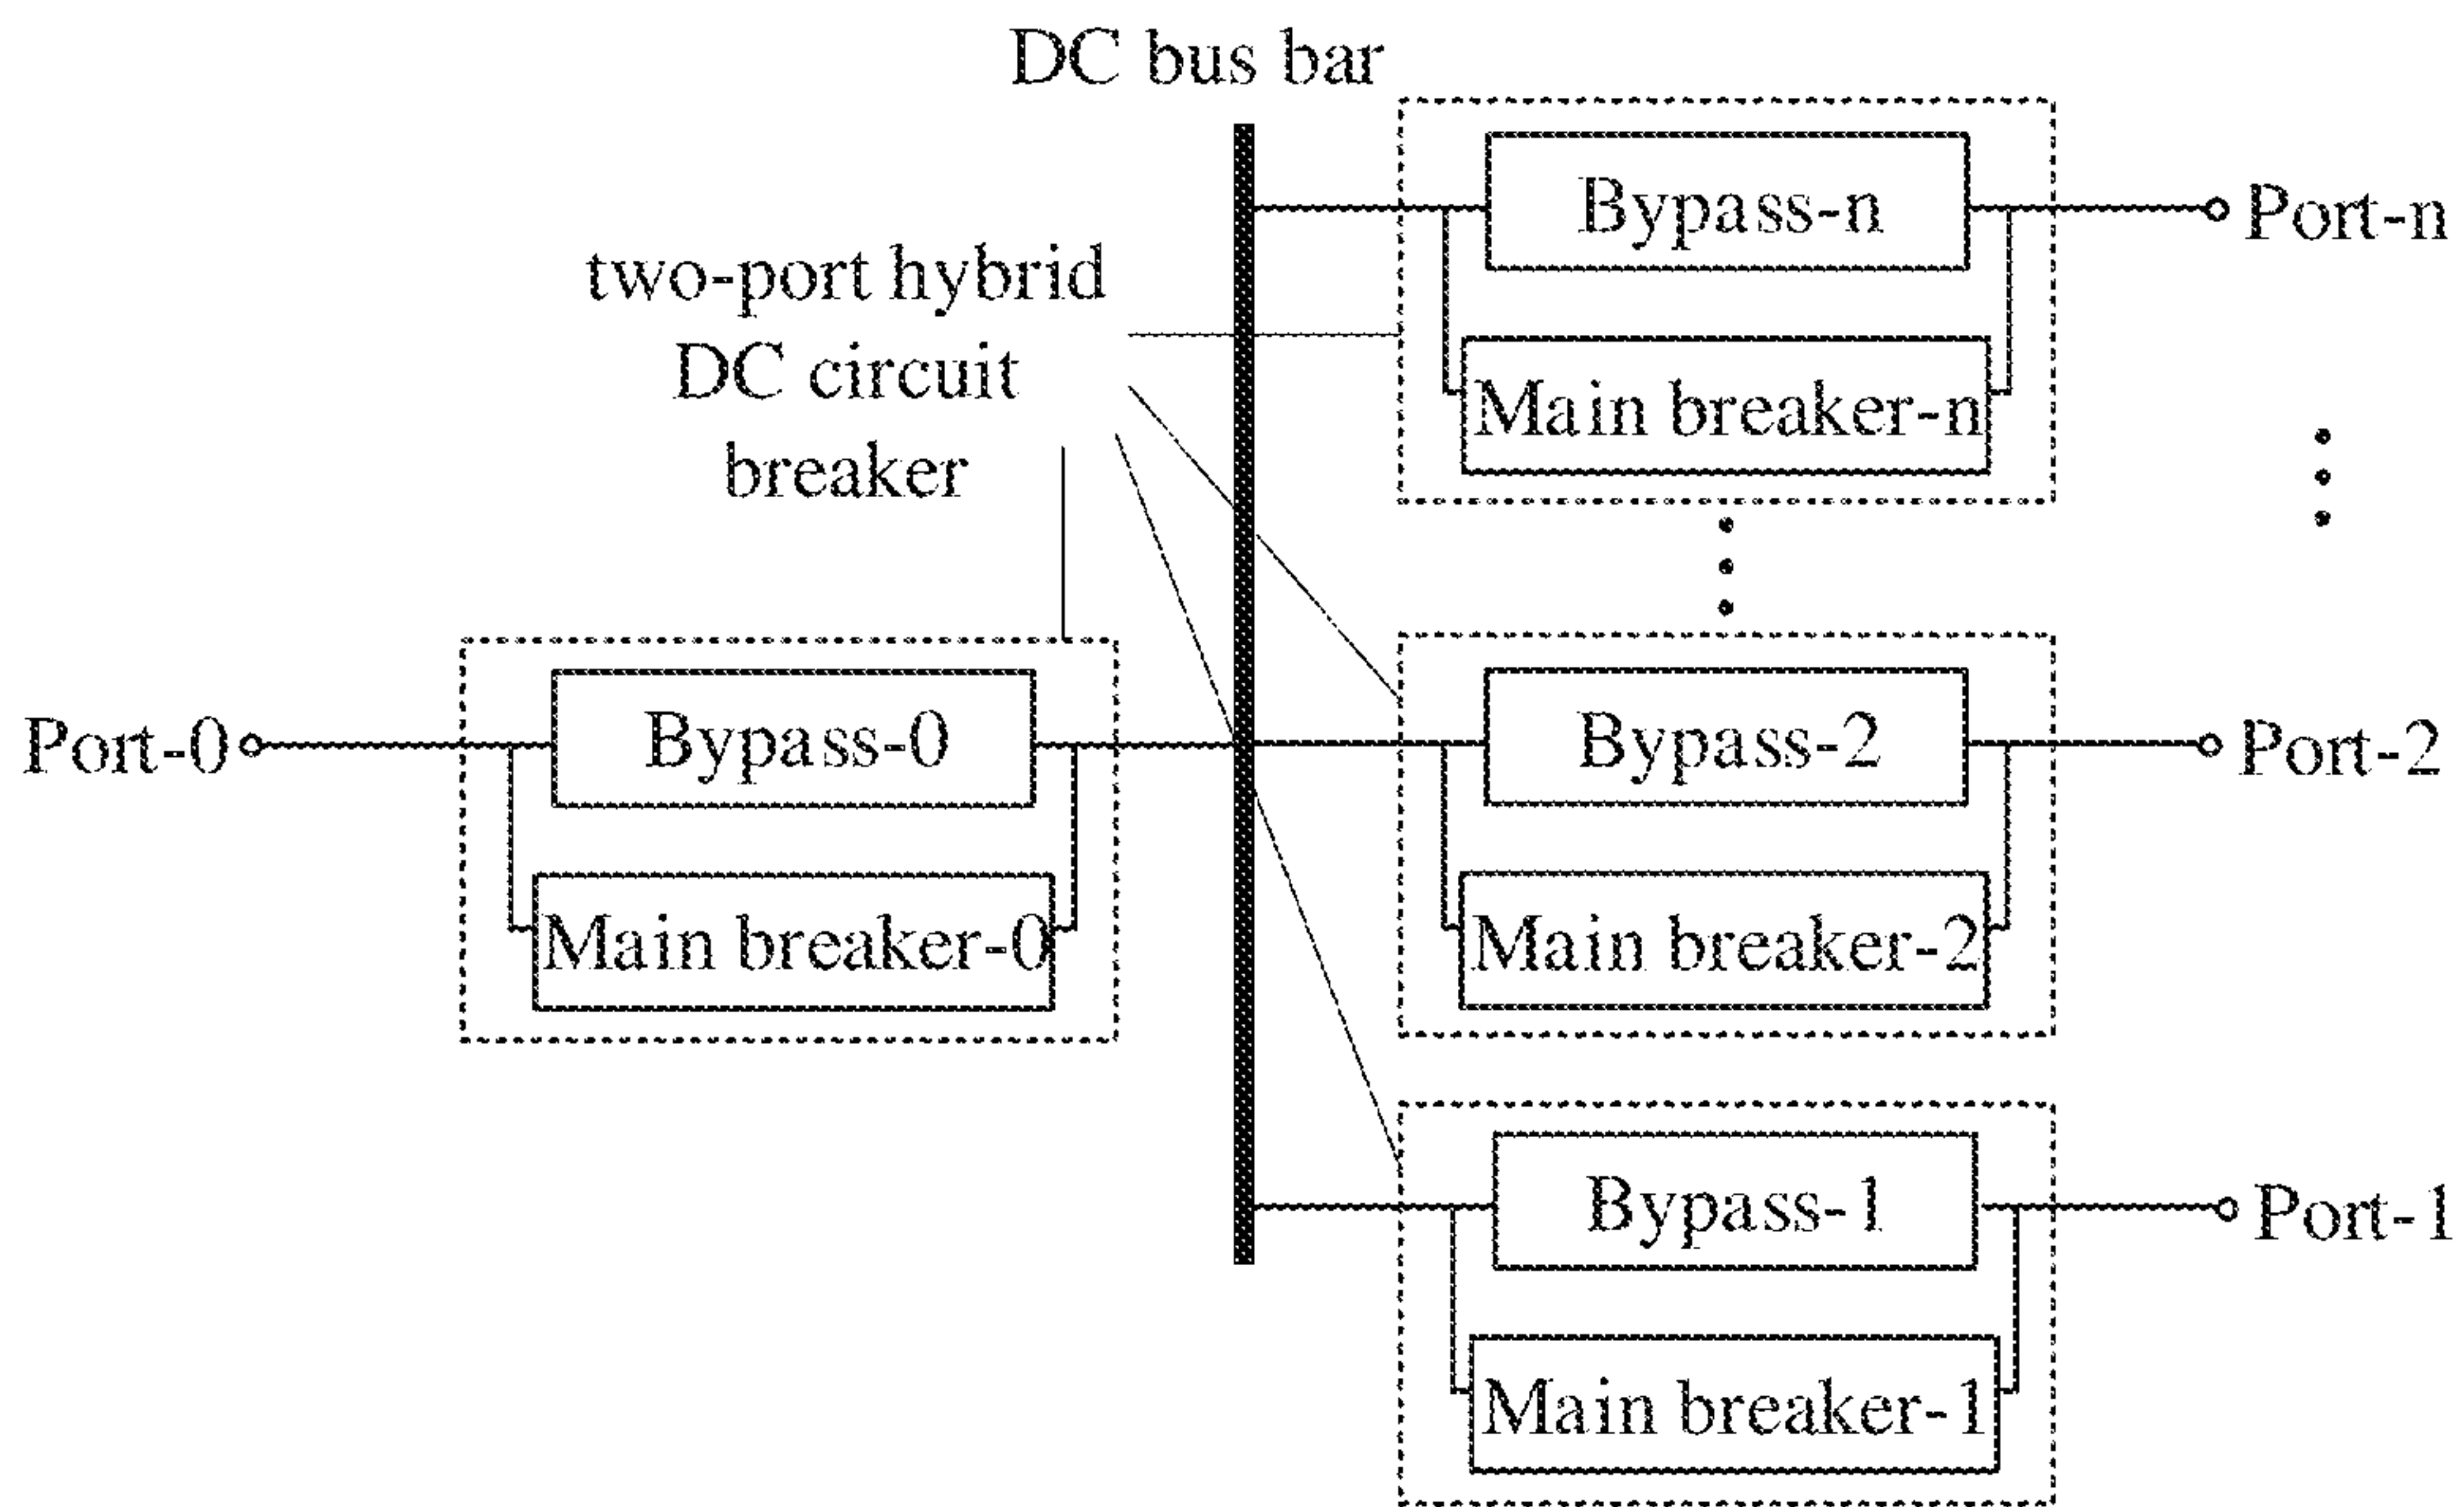 DC bus bar
Bypass-n
Port-n
two-port hybrid
DC circuit
breaker
Main breaker-n
Port-0
Bypass-0
Bypass-2
Port-2
Main breaker-0
Main breaker-2
Bypass-1
Port-1
Main breaker-1